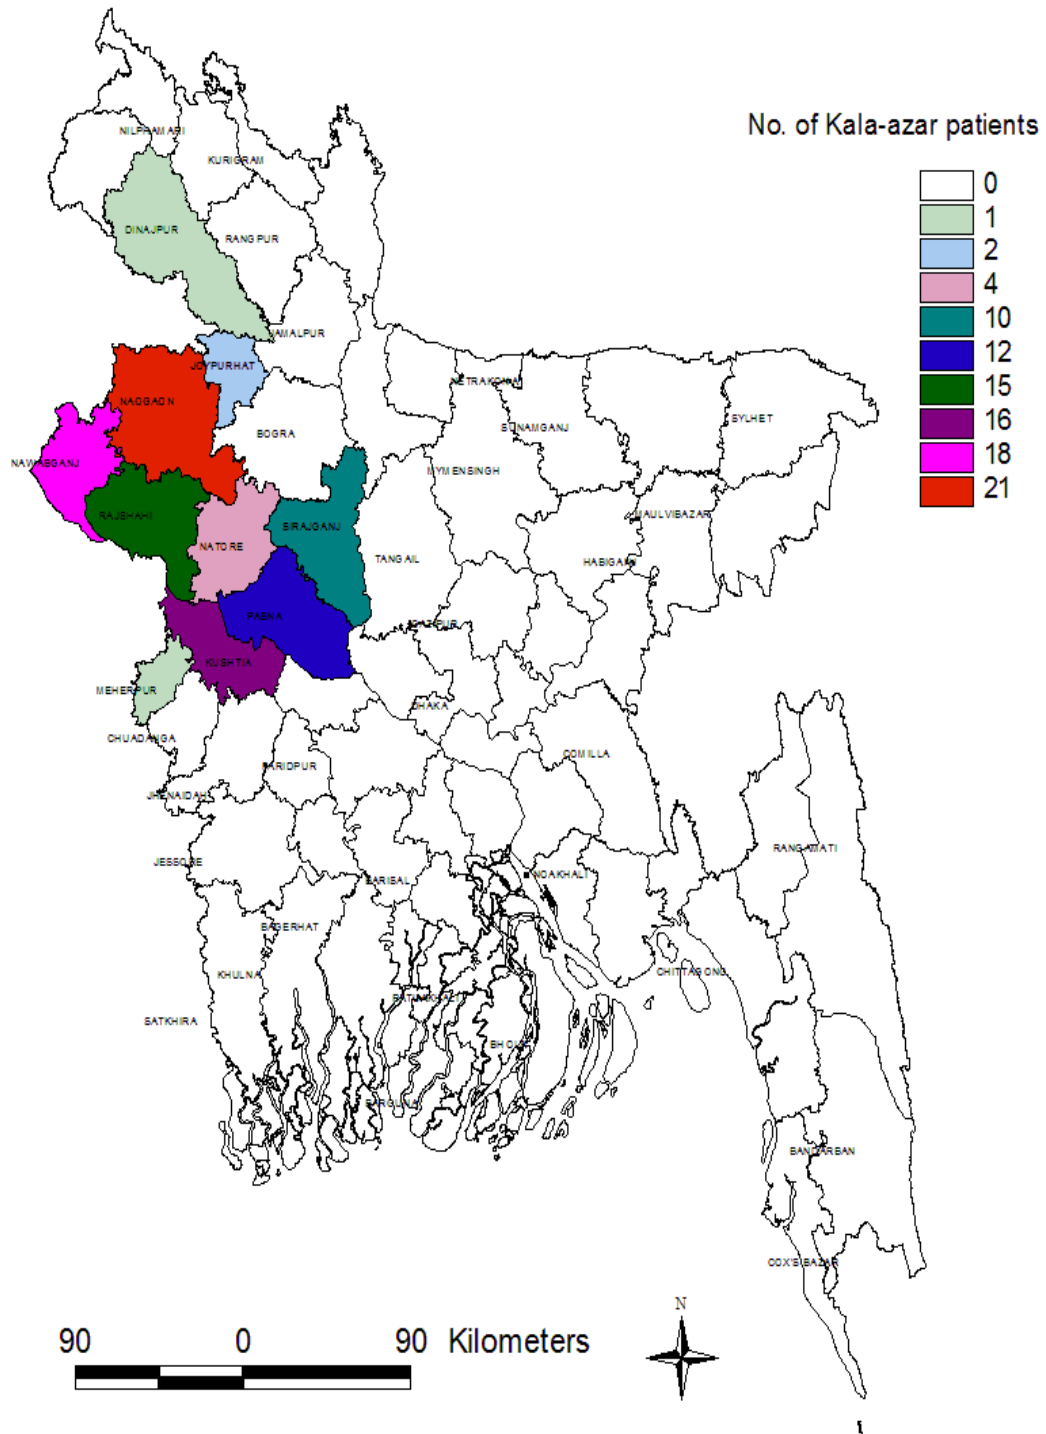 No. of Kala-azar patients
0
1
2
4
10
12
15
16
18
21
NILPHAMARI
KURIGRAM
DINAJPUR
RANGPUR
JAMALPUR
JOYPURHAT
NETRAKONA
NAOGAON
SYLHET
BOGRA
SUNAMGANJ
NAWABGANJ
MYMENSINGH
RAJSHAHI
SIRAJGANJ
MAULVIBAZAR
NATORE
TANGAIL
HABIGANJ
PABNA
GAZIPUR
KUSHTIA
MEHERPUR
DHAKA
CHUADANGA
COMILLA
FARIDPUR
JHENAIDAH
RANGAMATI
JESSORE
BARISAL
NOAKHALI
BAGERHAT
KHULNA
CHITTAGONG
PATUAKHALI
SATKHIRA
BHOLA
BARGUNA
BANDARBAN
COX'S BAZAR
N
90 0 90 Kilometers